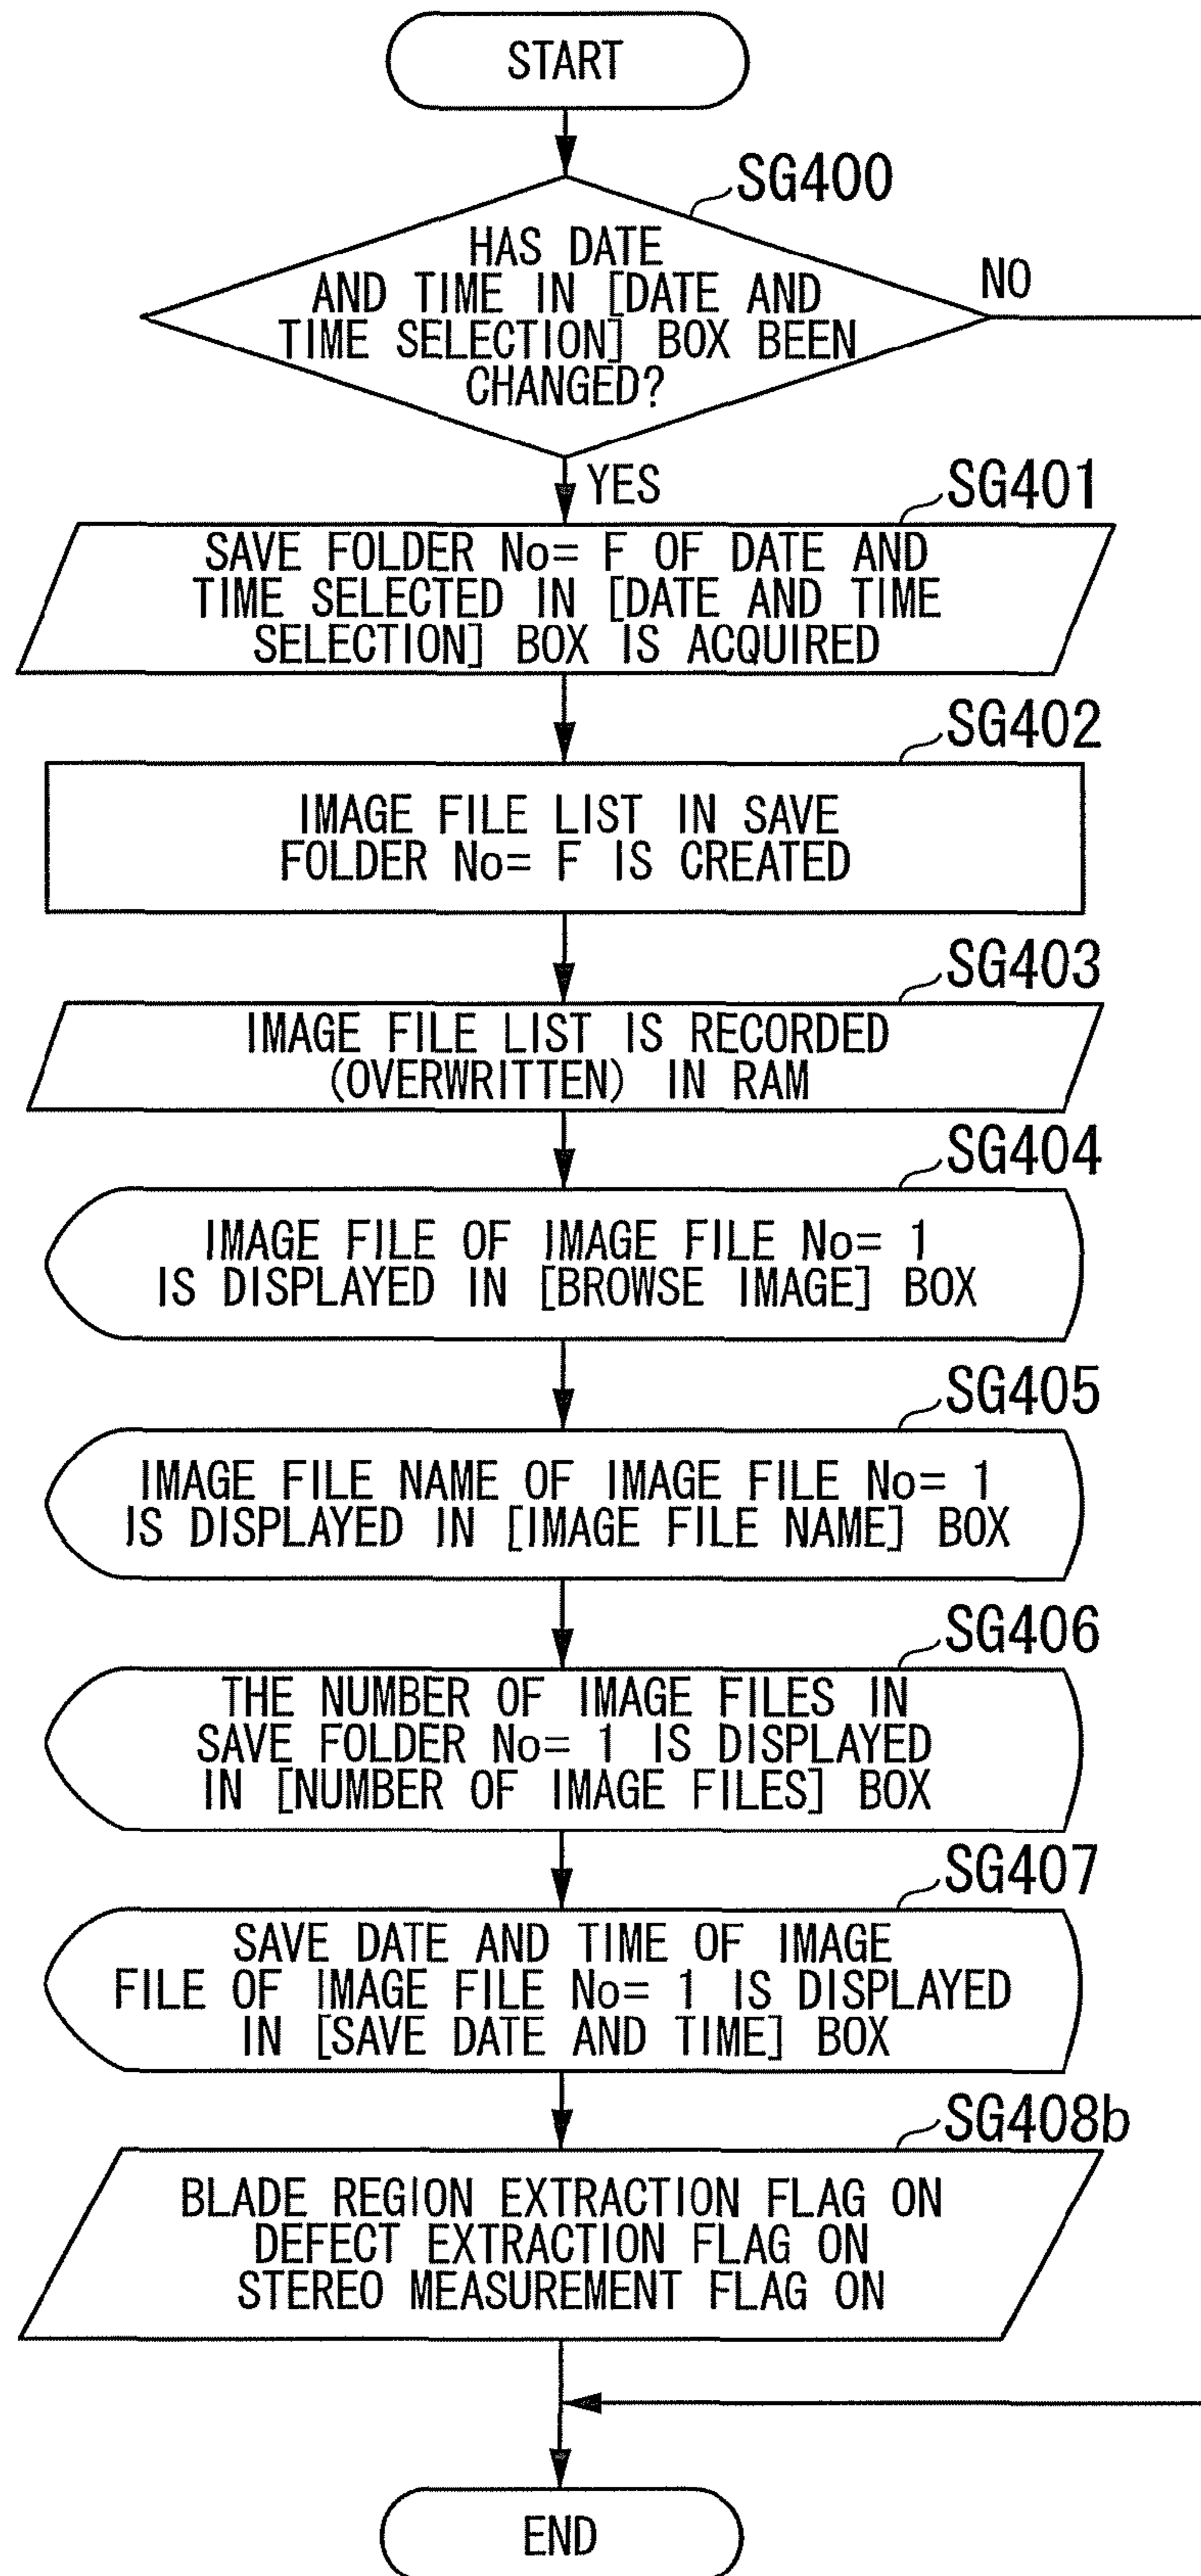 START
SG400
HAS DATE
AND TIME IN [DATE AND
TIME SELECTION] BOX BEEN
CHANGED?
NO
YES
SG401
SAVE FOLDER No= F OF DATE AND
TIME SELECTED IN [DATE AND TIME
SELECTION] BOX IS ACQUIRED
SG402
IMAGE FILE LIST IN SAVE
FOLDER No= F IS CREATED
SG403
IMAGE FILE LIST IS RECORDED
(OVERWRITTEN) IN RAM
SG404
IMAGE FILE OF IMAGE FILE No= 1
IS DISPLAYED IN [BROWSE IMAGE] BOX
SG405
IMAGE FILE NAME OF IMAGE FILE No= 1
IS DISPLAYED IN [IMAGE FILE NAME] BOX
SG406
THE NUMBER OF IMAGE FILES IN
SAVE FOLDER No= 1 IS DISPLAYED
IN [NUMBER OF IMAGE FILES] BOX
SG407
SAVE DATE AND TIME OF IMAGE
FILE OF IMAGE FILE No= 1 IS DISPLAYED
IN [SAVE DATE AND TIME] BOX
SG408b
BLADE REGION EXTRACTION FLAG ON
DEFECT EXTRACTION FLAG ON
STEREO MEASUREMENT FLAG ON
END